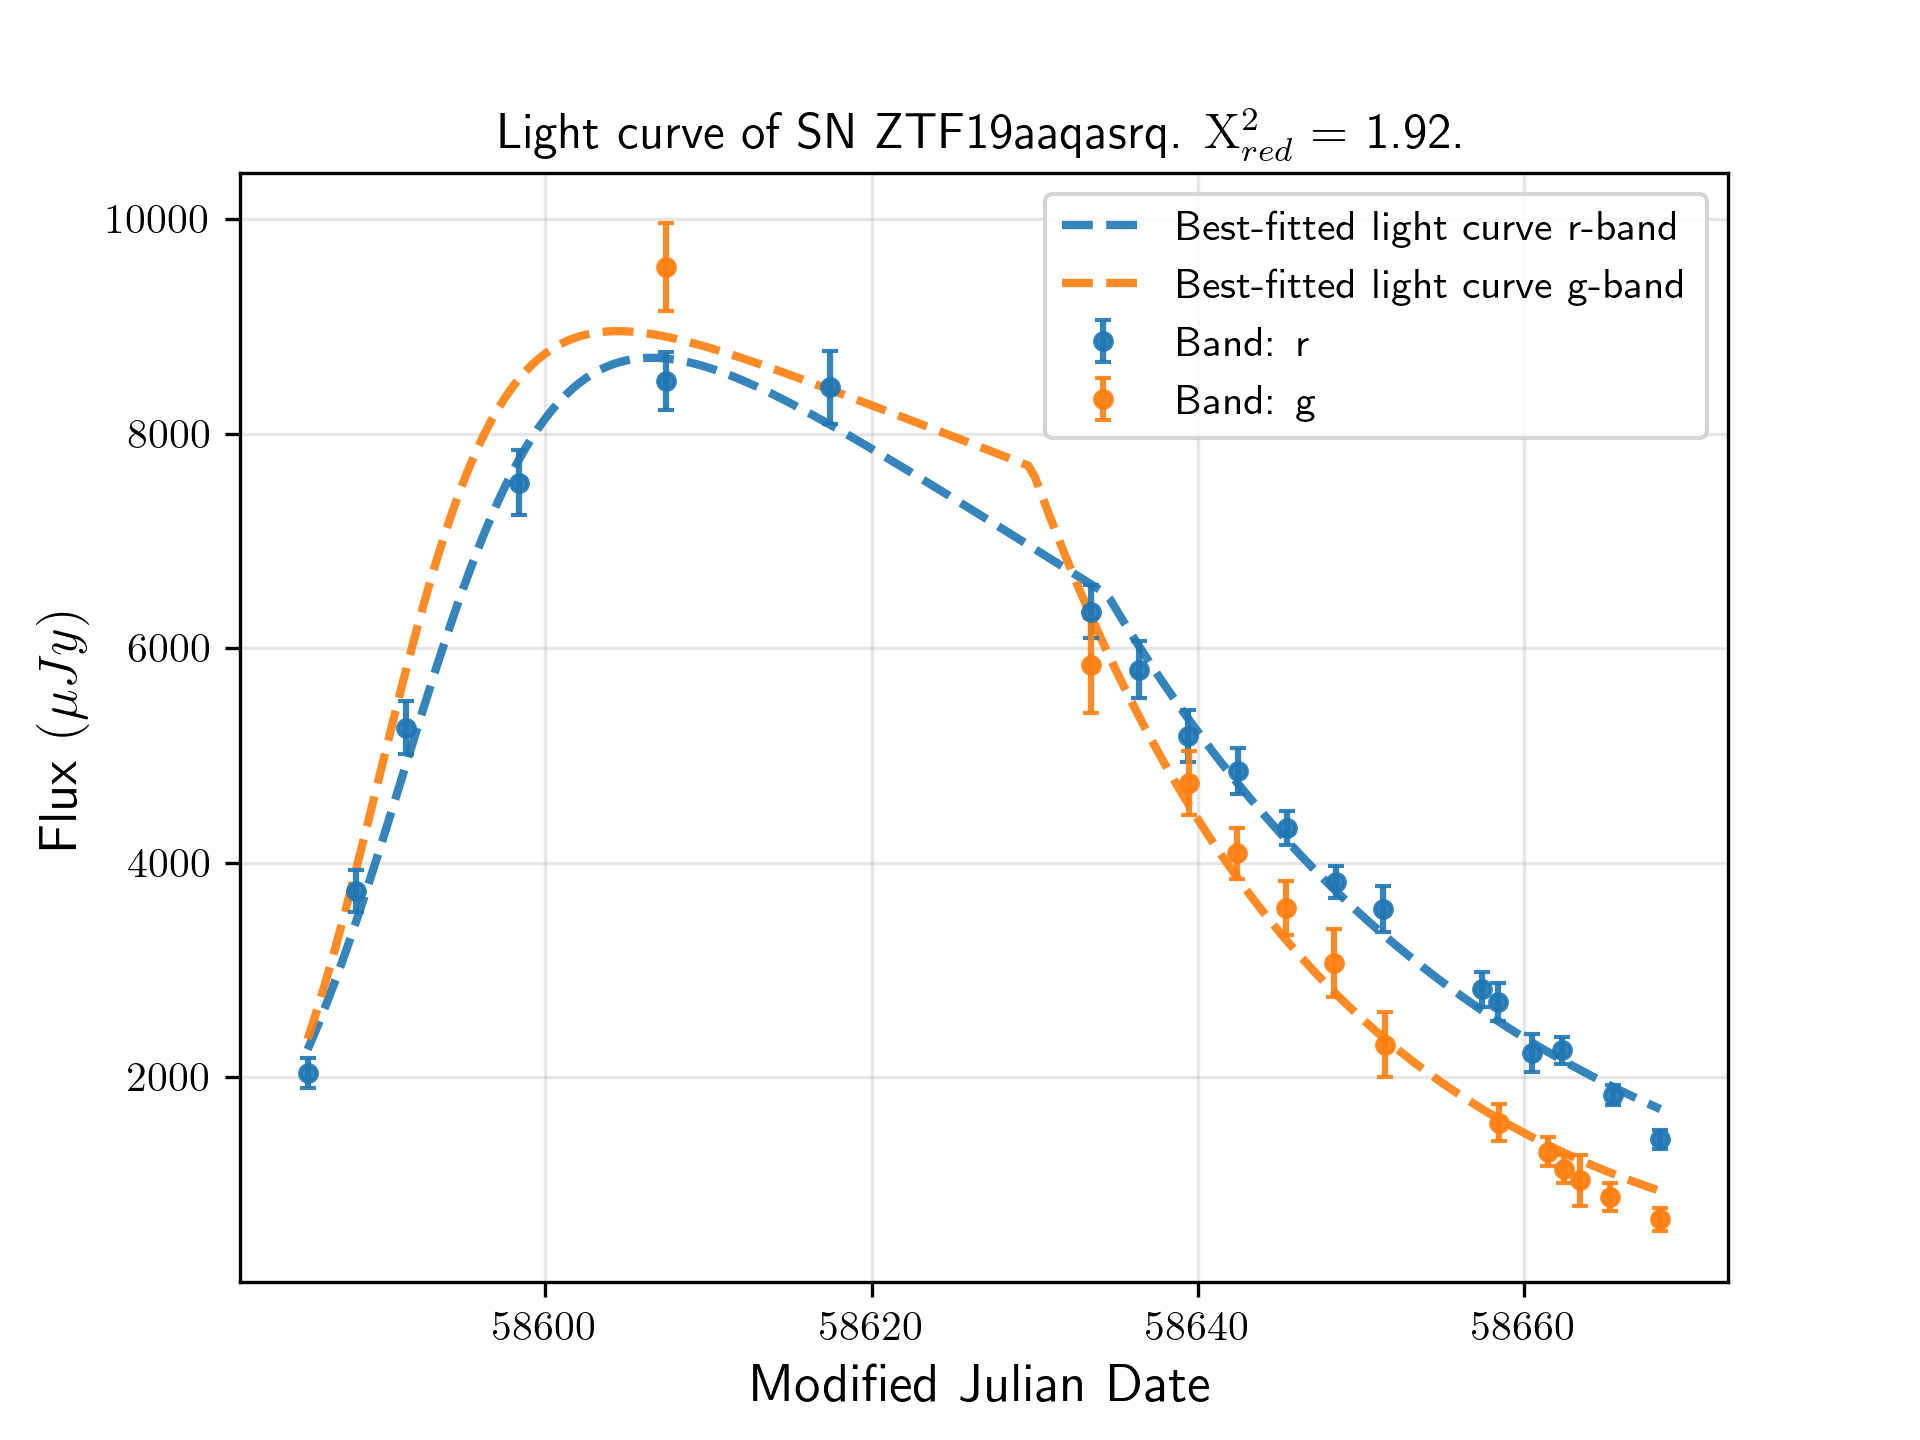 Light curve of SN ZTF19aaqasrq. X²_red = 1.92.
Best-fitted light curve r-band
Best-fitted light curve g-band
Band: r
Band: g
10000
8000
6000
4000
2000
Flux (μJy)
58600 58620 58640 58660
Modified Julian Date